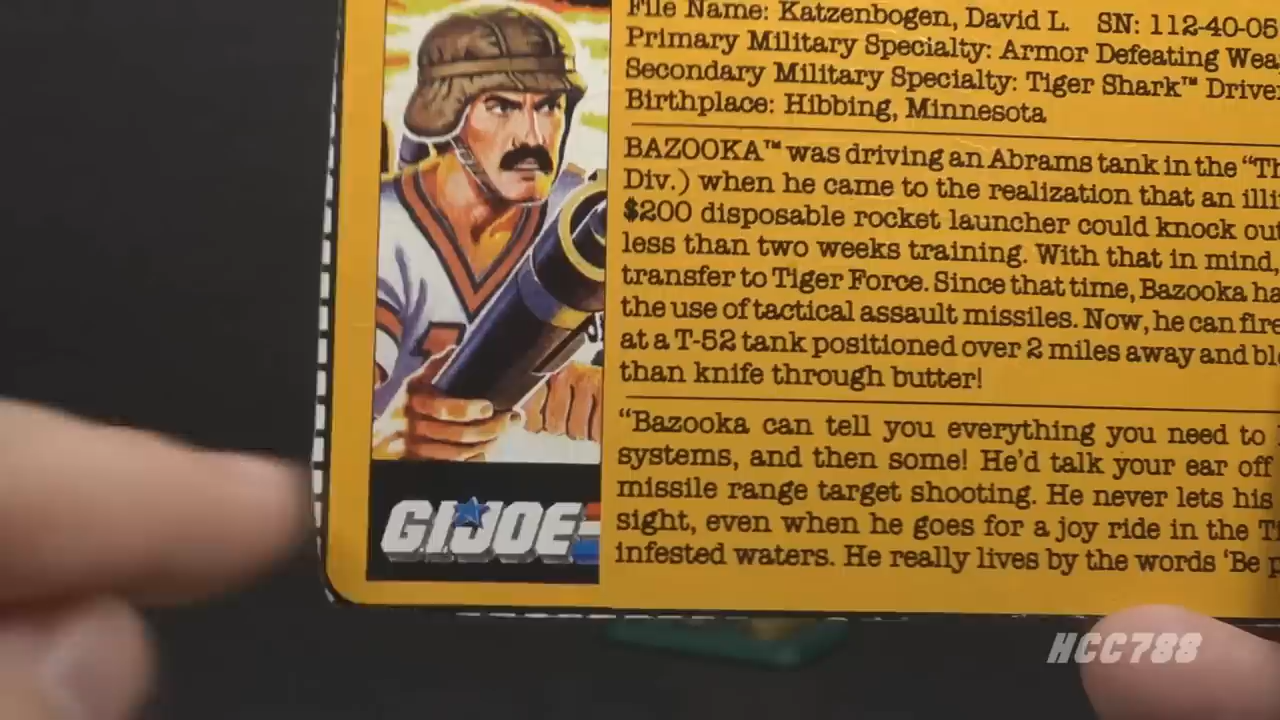 File Name: Katzenbogen, David L. SN: 112-40-05
Primary Military Specialty: Armor Defeating Wea
Secondary Military Specialty: Tiger Shark™ Drive
Birthplace: Hibbing, Minnesota
BAZOOKA™ was driving an Abrams tank in the “Th
Div.) when he came to the realization that an illi
$200 disposable rocket launcher could knock out
less than two weeks training. With that in mind,
transfer to Tiger Force. Since that time, Bazooka ha
the use of tactical assault missiles. Now, he can fire
at a T-52 tank positioned over 2 miles away and bl
than knife through butter!
“Bazooka can tell you everything you need to
systems, and then some! He'd talk your ear off
missile range target shooting. He never lets his
sight, even when he goes for a joy ride in the T
infested waters. He really lives by the words ‘Be p
GI JOE
HCC788